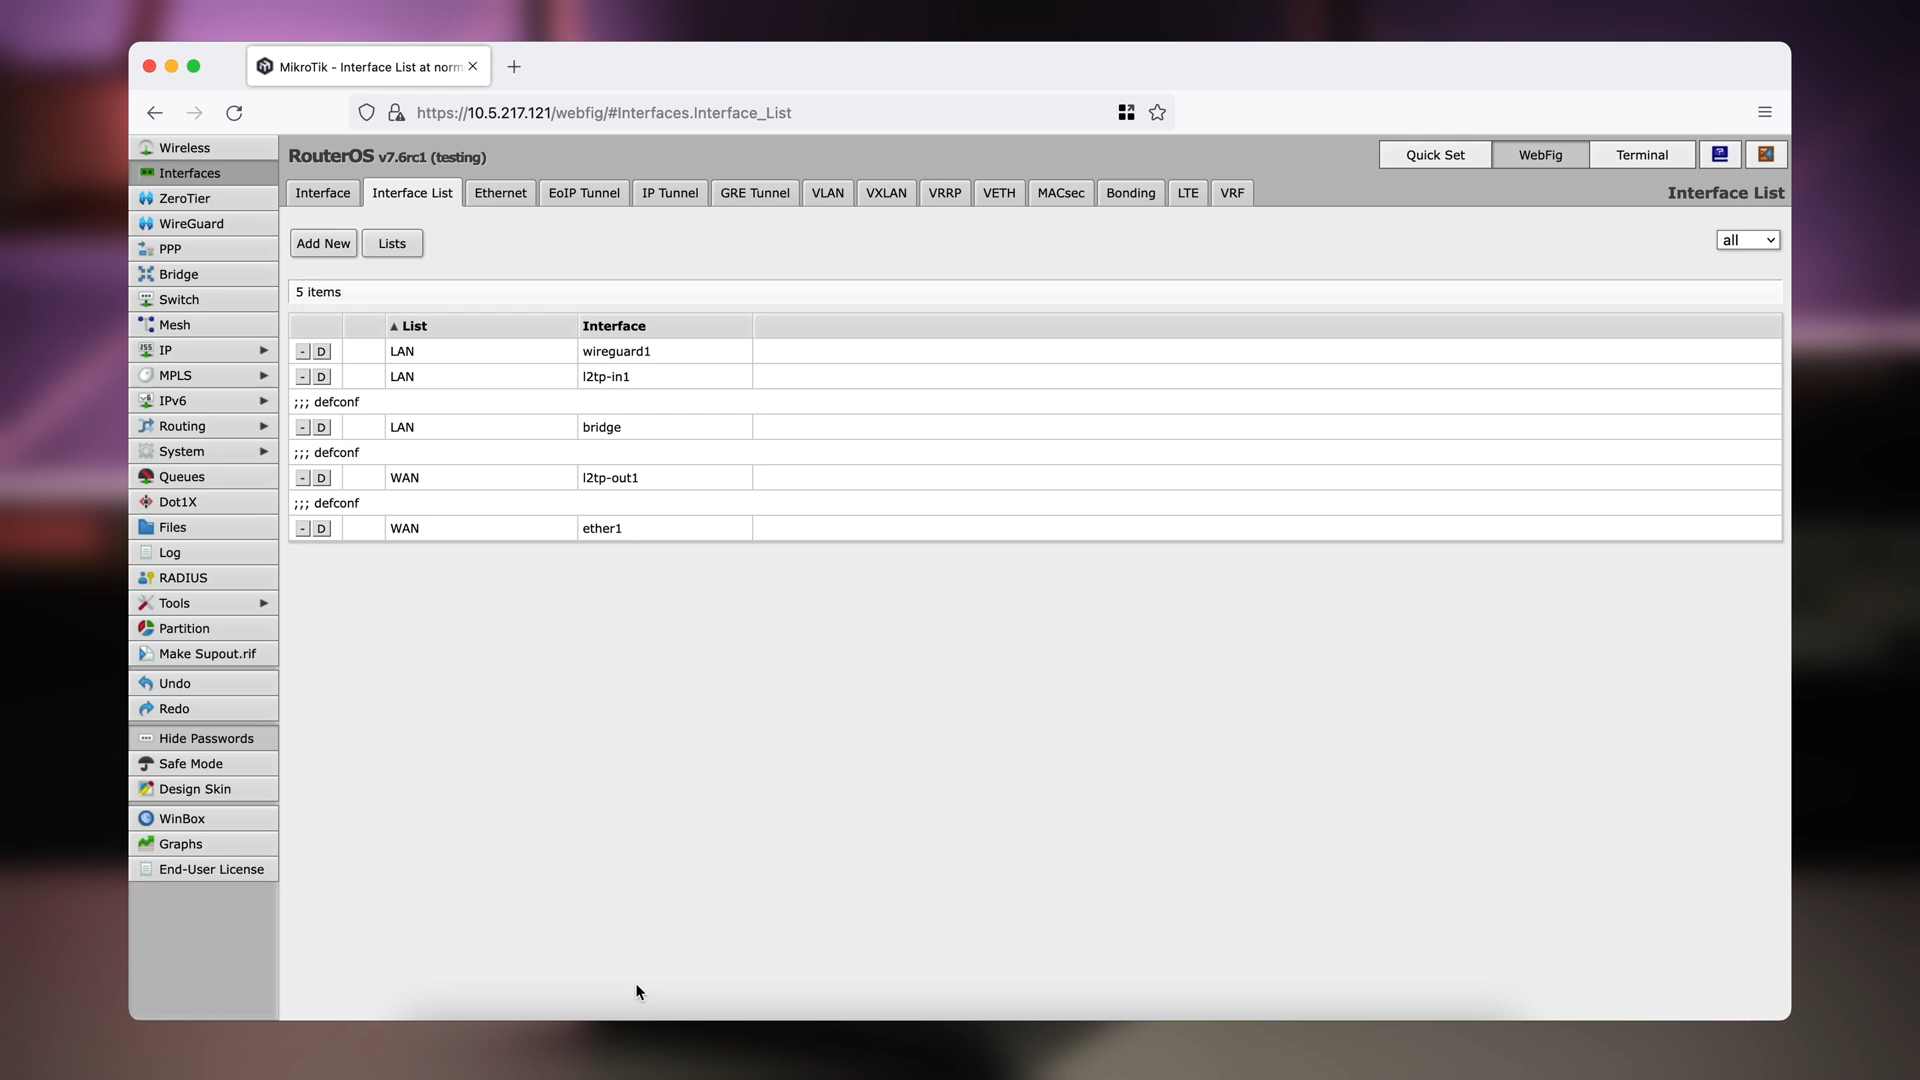 MikroTik - Interface List at norm
https://10.5.217.121/webfig/#Interfaces.Interface_List
RouterOS v7.6rc1 (testing)
Quick Set
WebFig
Terminal
Interface
Interface List
Ethernet
EoIP Tunnel
IP Tunnel
GRE Tunnel
VLAN
VXLAN
VRRP
VETH
MACsec
Bonding
LTE
VRF
Interface List
Wireless
Interfaces
ZeroTier
WireGuard
PPP
Bridge
Switch
Mesh
IP
MPLS
IPv6
Routing
System
Queues
Dot1X
Files
Log
RADIUS
Tools
Partition
Make Supout.rif
Undo
Redo
Hide Passwords
Safe Mode
Design Skin
WinBox
Graphs
End-User License
Add New
Lists
all
5 items
▲ List Interface
- D LAN wireguard1
- D LAN l2tp-in1
;;; defconf
- D LAN bridge
;;; defconf
- D WAN l2tp-out1
;;; defconf
- D WAN ether1